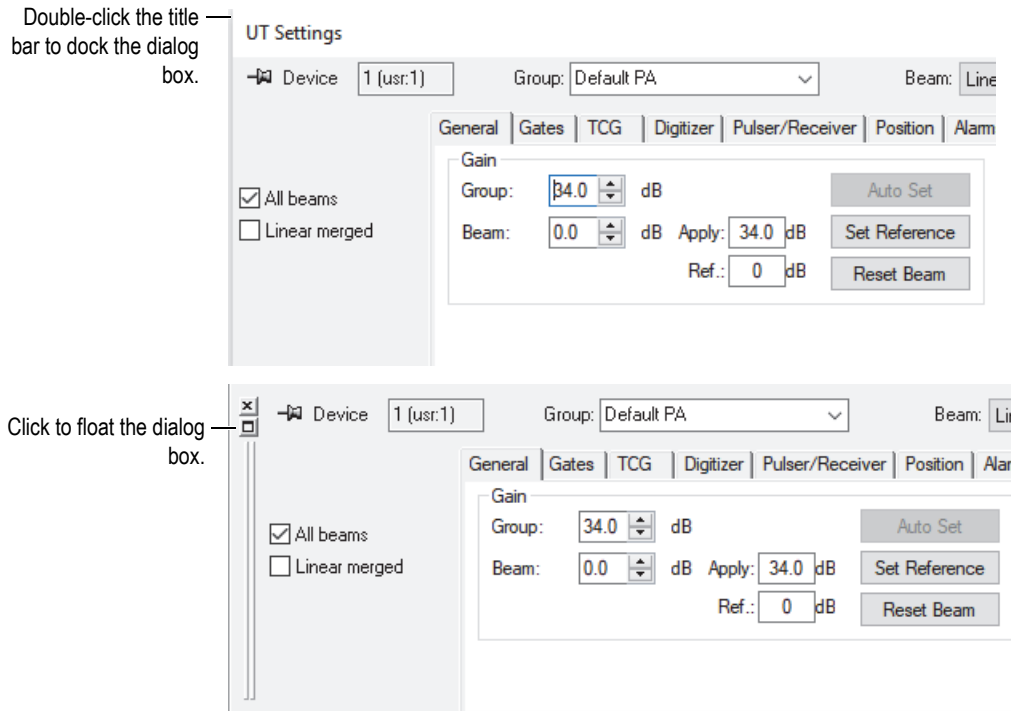 Double-click the title
bar to dock the dialog
box.
UT Settings
Device 1 (usr:1) Group: Default PA Beam: Line
General Gates TCG Digitizer Pulser/Receiver Position Alarm
Gain
Group: 34.0 dB Auto Set
All beams
Linear merged
Beam: 0.0 dB Apply: 34.0 dB Set Reference
Ref.: 0 dB Reset Beam
Click to float the dialog
box.
Device 1 (usr:1) Group: Default PA Beam: Li
General Gates TCG Digitizer Pulser/Receiver Position Alar
Gain
Group: 34.0 dB Auto Set
All beams
Linear merged
Beam: 0.0 dB Apply: 34.0 dB Set Reference
Ref.: 0 dB Reset Beam